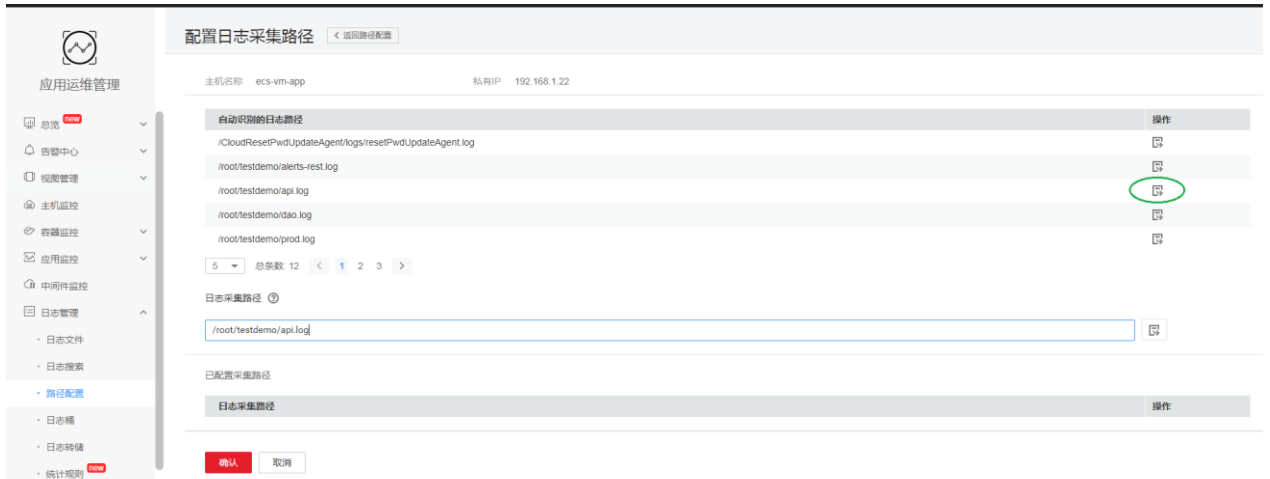 配置日志采集路径 < 返回路径配置
应用运维管理
主机名称 ecs-vm-app 私有IP 192.168.1.22
总览 new
告警中心
视图管理
主机监控
容器监控
应用监控
中间件监控
日志管理
日志文件
日志搜索
路径配置
日志桶
日志转储
统计规则 new
自动识别的日志路径 操作
/CloudResetPwdUpdateAgent/logs/resetPwdUpdateAgent.log
/root/testdemo/alerts-rest.log
/root/testdemo/api.log
/root/testdemo/dao.log
/root/testdemo/prod.log
5 总条数: 12 < 1 2 3 >
日志采集路径 ?
/root/testdemo/api.log
已配置采集路径
日志采集路径 操作
确认 取消